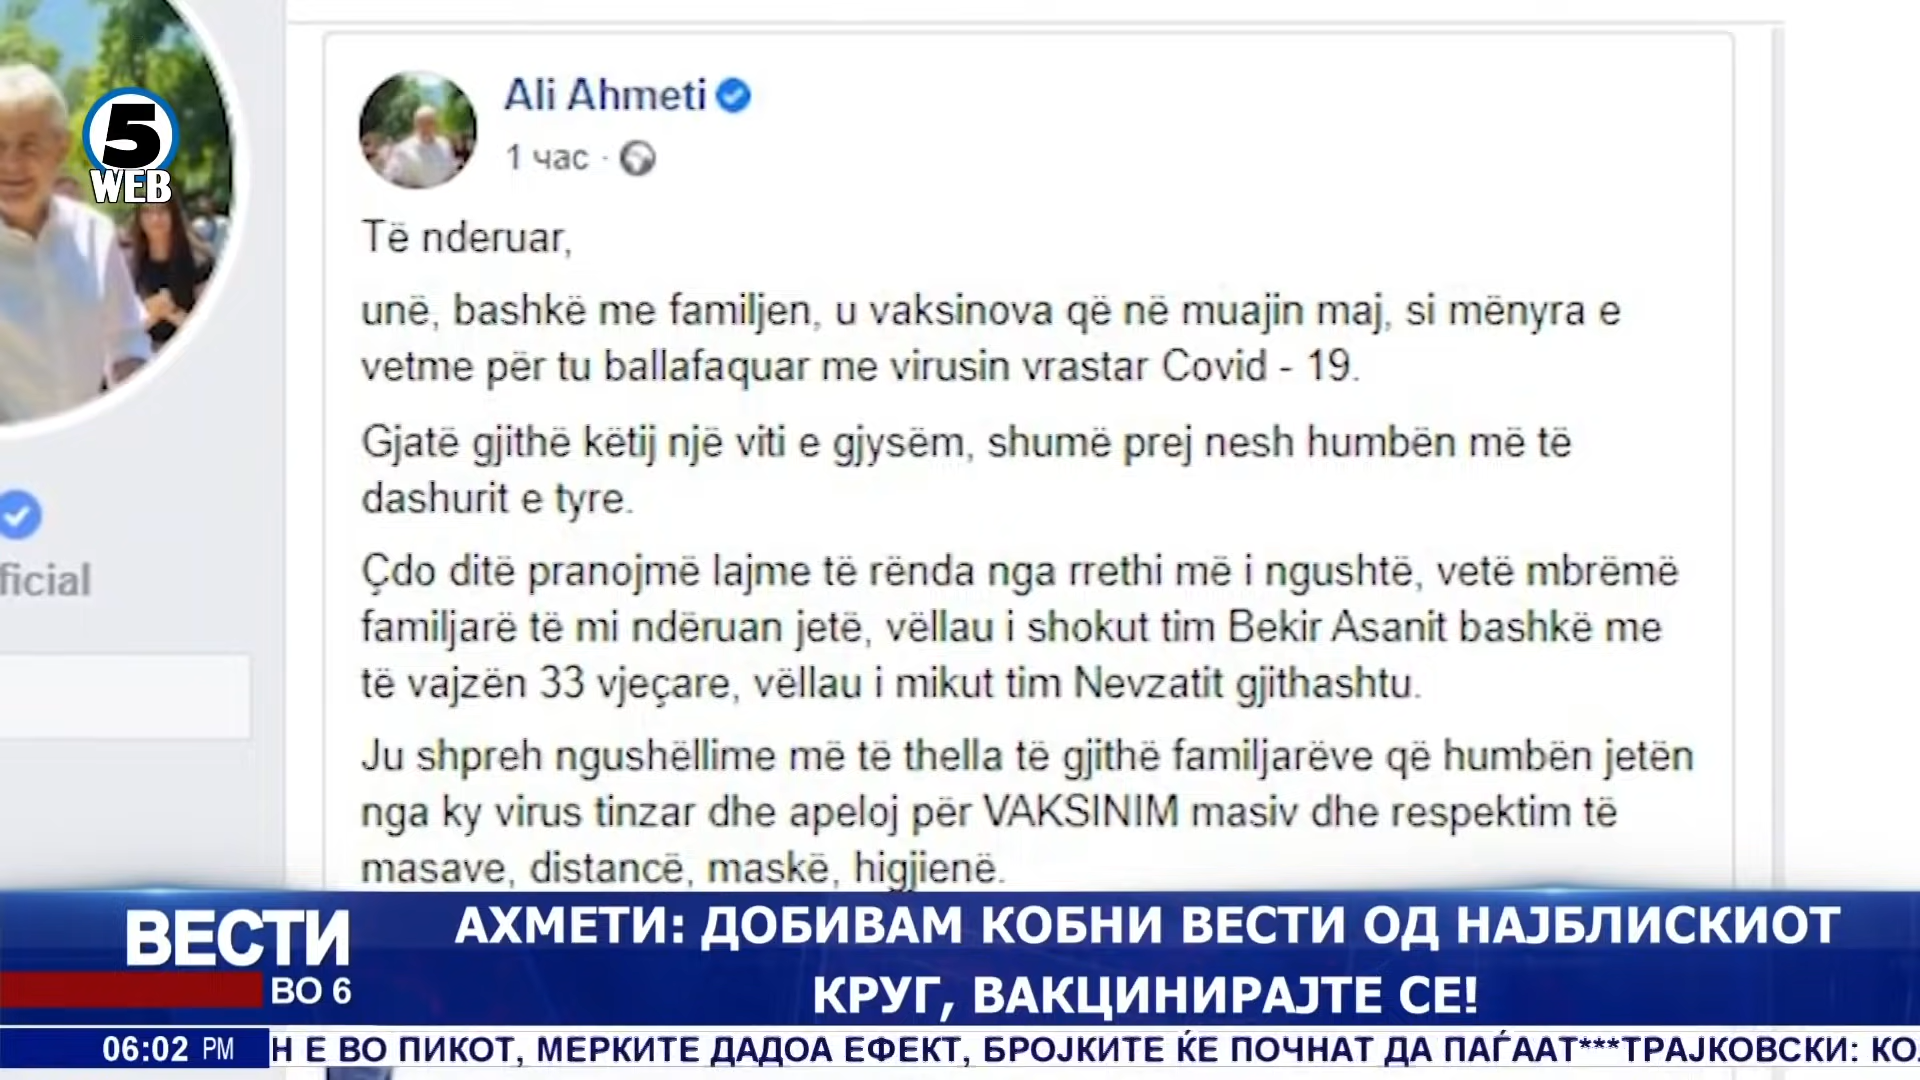 5
WEB
Ali Ahmeti
1 час ·
Të nderuar,
unë, bashkë me familjen, u vaksinova që në muajin maj, si mënyra e
vetme për tu ballafaquar me virusin vrastar Covid - 19.
Gjatë gjithë këtij një viti e gjysëm, shumë prej nesh humbën më të
dashurit e tyre.
Çdo ditë pranojmë lajme të rënda nga rrethi më i ngushtë, vetë mbrëmë
familjarë të mi ndëruan jetë, vëllau i shokut tim Bekir Asanit bashkë me
të vajzën 33 vjeçare, vëllau i mikut tim Nevzatit gjithashtu.
Ju shpreh ngushëllime më të thella të gjithë familjarëve që humbën jetën
nga ky virus tinzar dhe apeloj për VAKSINIM masiv dhe respektim të
masave, distancë, maskë, higjienë.
ficial
ВЕСТИ
ВО 6
АХМЕТИ: ДОБИВАМ КОБНИ ВЕСТИ ОД НАЈБЛИСКИОТ
КРУГ, ВАКЦИНИРАЈТЕ СЕ!
06:02 PM
Н Е ВО ПИКОТ, МЕРКИТЕ ДАДОА ЕФЕКТ, БРОЈКИТЕ ЌЕ ПОЧНАТ ДА ПАЃААТ***ТРАЈКОВСКИ: КО